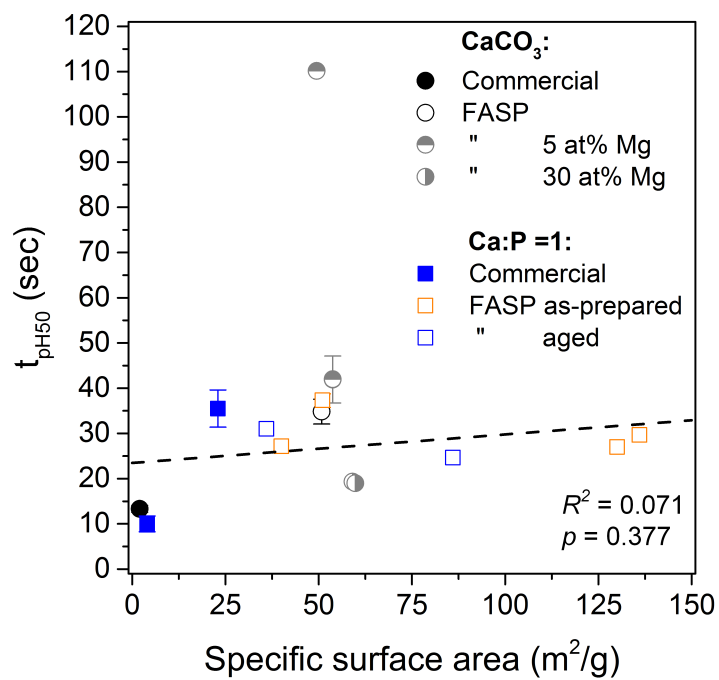 120
110
100
90
80
70
60
50
40
30
20
10
0
t_pH50 (sec)
CaCO₃:
Commercial
FASP
" 5 at% Mg
" 30 at% Mg
Ca:P =1:
Commercial
FASP as-prepared
" aged
R² = 0.071
p = 0.377
0 25 50 75 100 125 150
Specific surface area (m²/g)